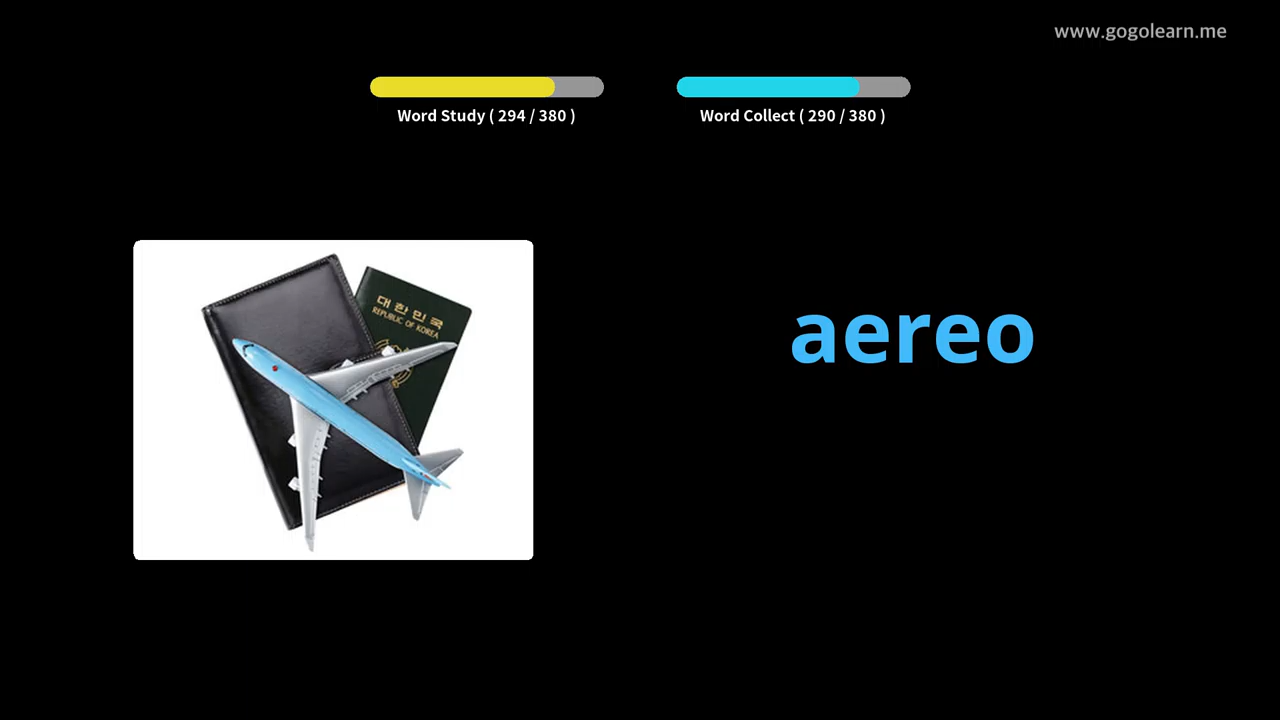 www.gogolearn.me
Word Study ( 294 / 380 )
Word Collect ( 290 / 380 )
대한민국
REPUBLIC OF KOREA
aereo